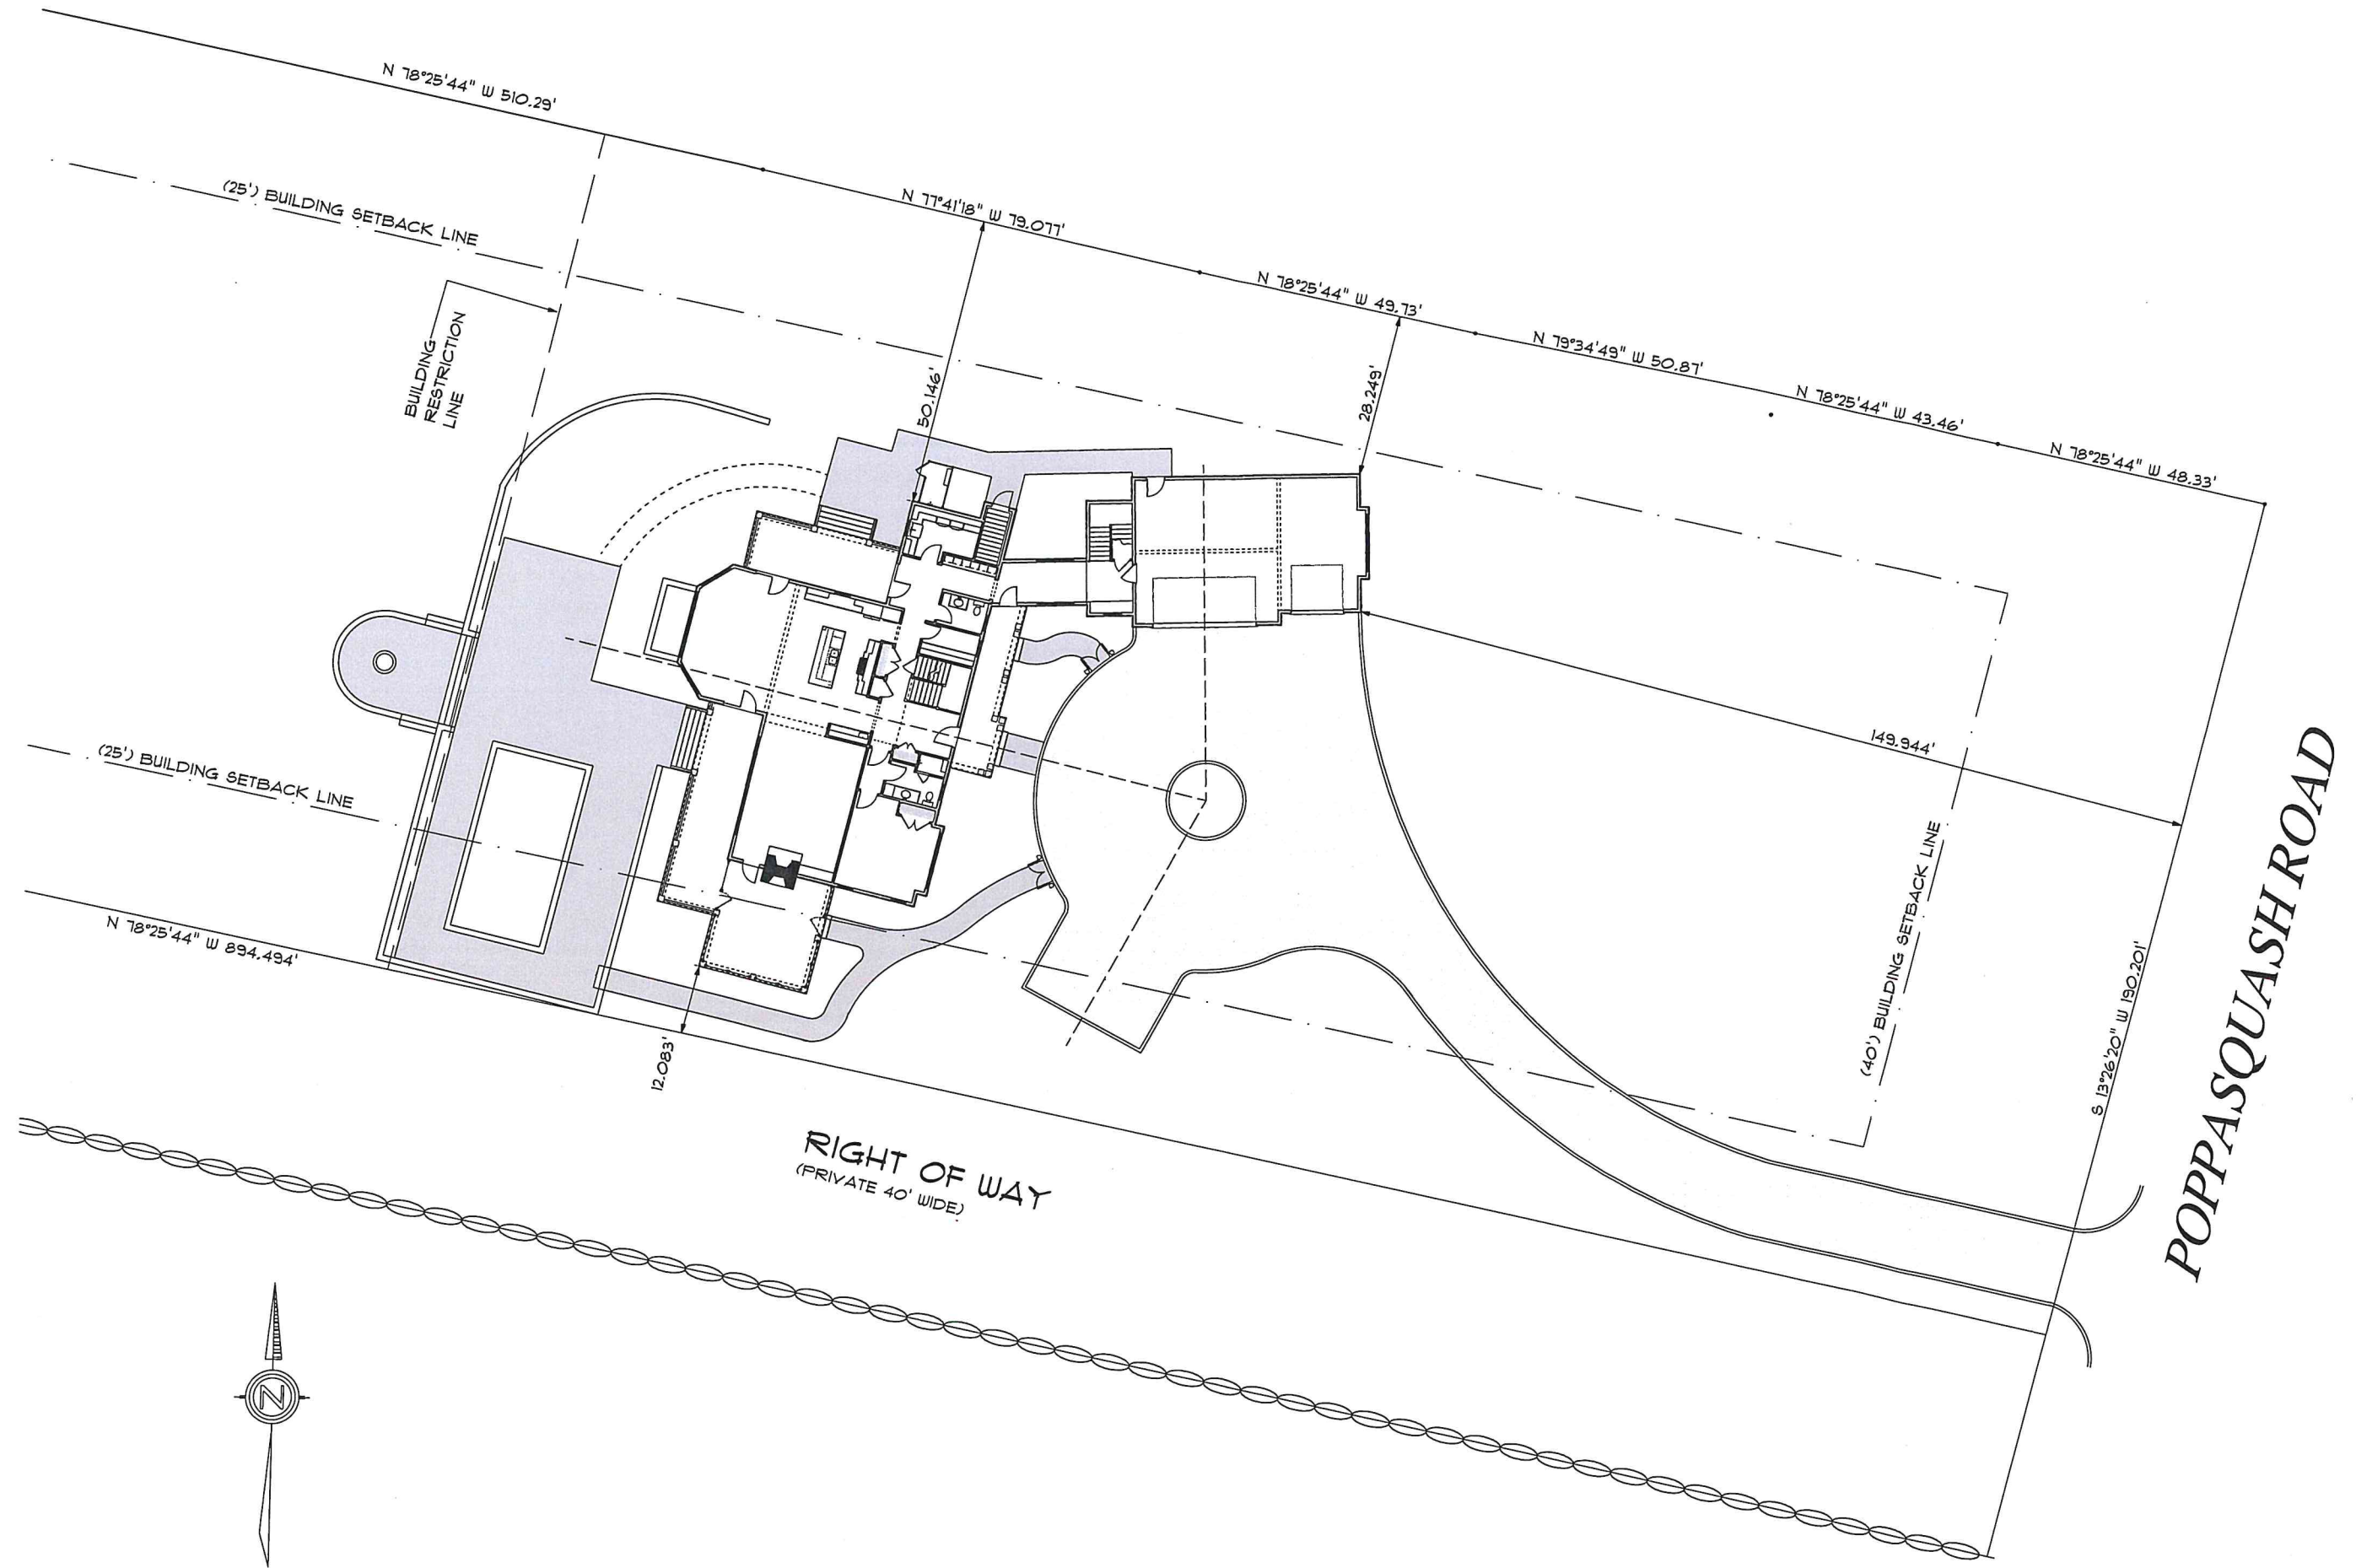 N 78°25'44" W 510.29'
(25') BUILDING SETBACK LINE
N 77°41'18" W 79.077'
N 78°25'44" W 49.73'
N 79°34'49" W 50.87'
N 78°25'44" W 43.46'
N 78°25'44" W 48.33'
BUILDING
RESTRICTION
LINE
50.146'
28.249'
(25') BUILDING SETBACK LINE
149.944'
N 78°25'44" W 894.494'
(40') BUILDING SETBACK LINE
S 13°26'20" W 190.201'
POPPASQUASH ROAD
12.083'
RIGHT OF WAY
(PRIVATE 40' WIDE)
N